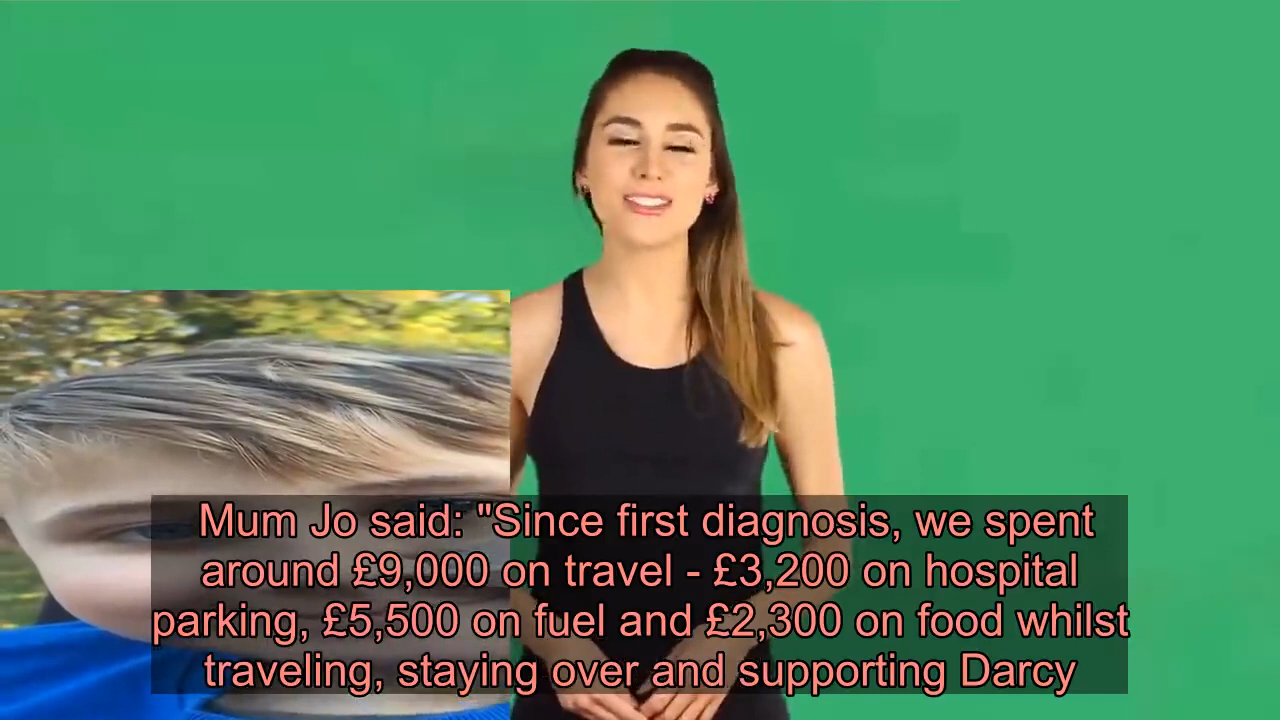 Mum Jo said: "Since first diagnosis, we spent
around £9,000 on travel - £3,200 on hospital
parking, £5,500 on fuel and £2,300 on food whilst
traveling, staying over and supporting Darcy